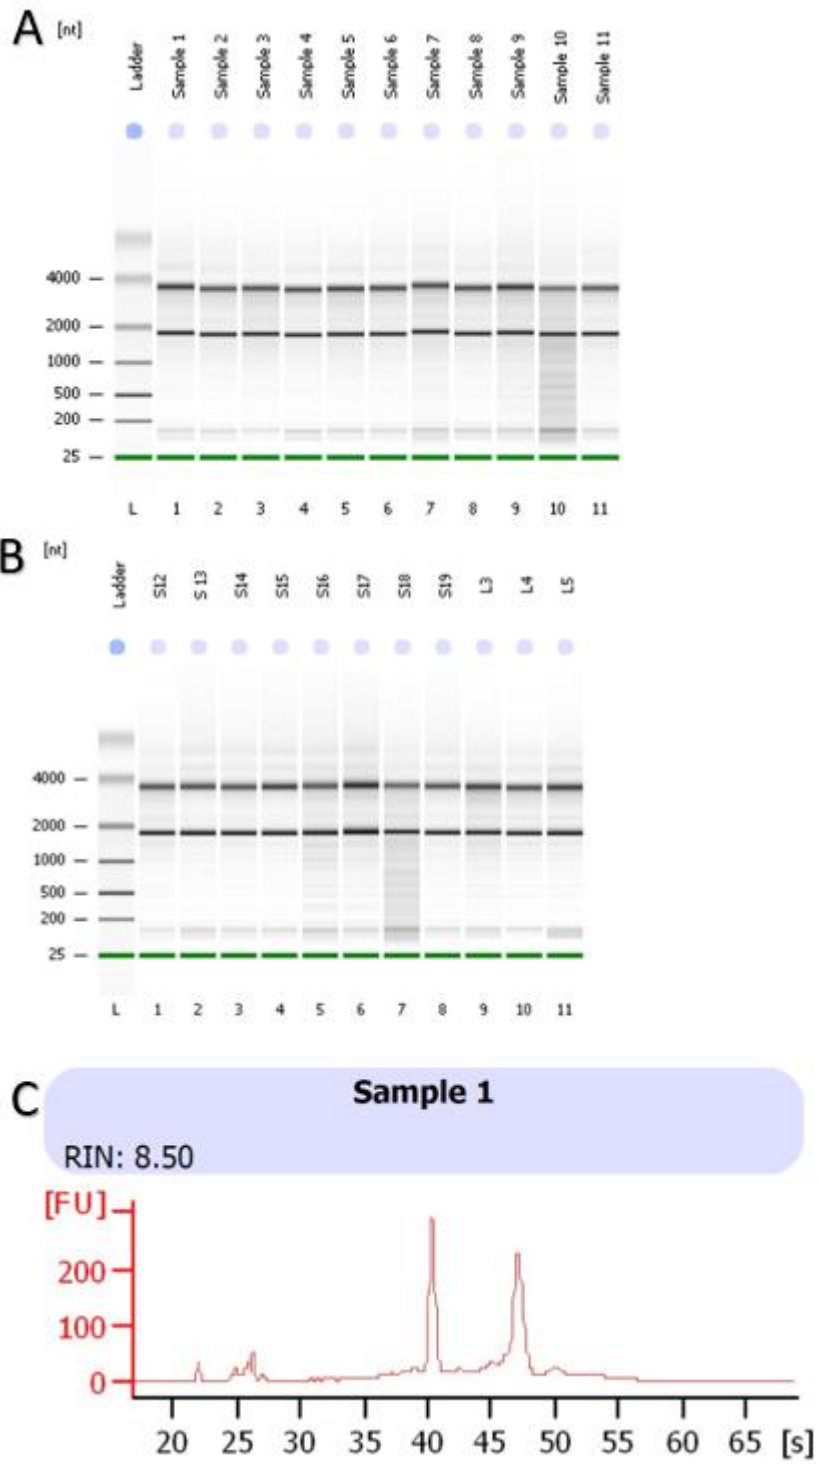 A [nt]
Ladder Sample 1 Sample 2 Sample 3 Sample 4 Sample 5 Sample 6 Sample 7 Sample 8 Sample 9 Sample 10 Sample 11
4000
2000
1000
500
200
25
L 1 2 3 4 5 6 7 8 9 10 11
B [nt]
Ladder S12 S 13 S14 S15 S16 S17 S18 S19 L3 L4 L5
4000
2000
1000
500
200
25
L 1 2 3 4 5 6 7 8 9 10 11
C Sample 1
RIN: 8.50
[FU]
200
100
0
20 25 30 35 40 45 50 55 60 65 [s]